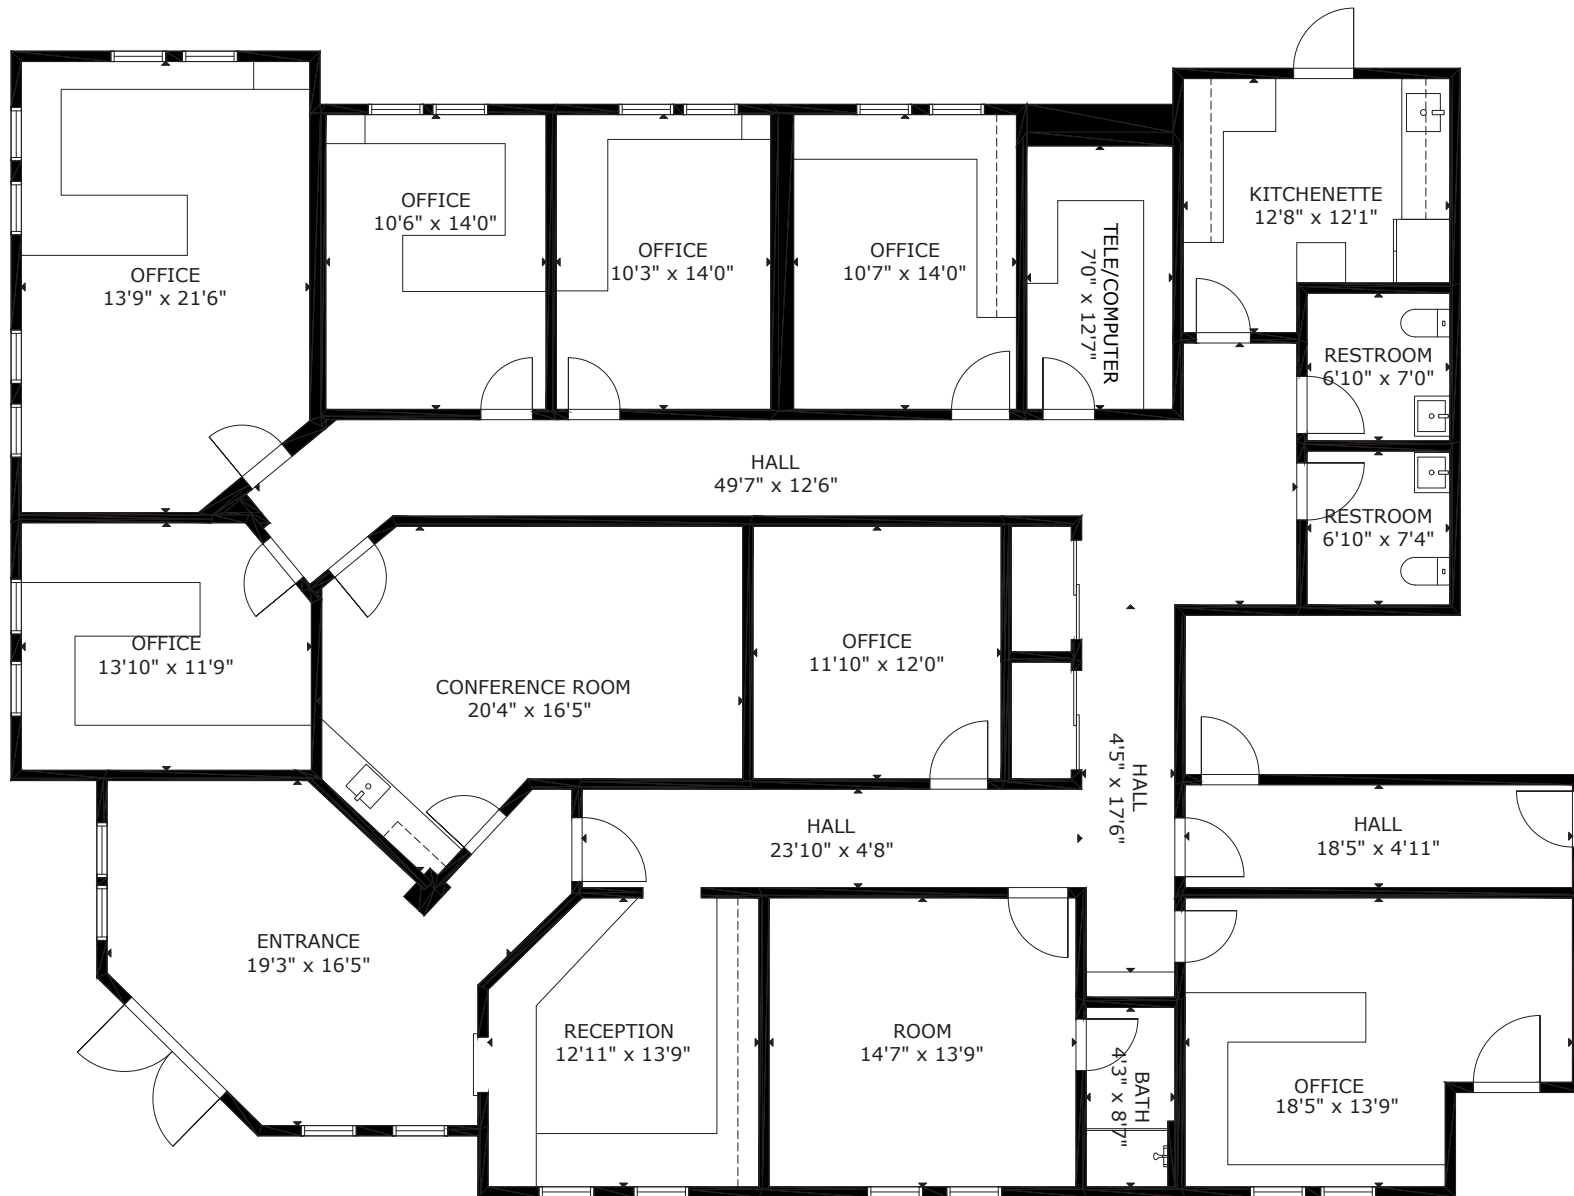 KITCHENETTE
12'8" x 12'1"
OFFICE
10'6" x 14'0"
OFFICE
10'3" x 14'0"
OFFICE
10'7" x 14'0"
TELE/COMPUTER
7'0" x 12'7"
OFFICE
13'9" x 21'6"
RESTROOM
6'10" x 7'0"
HALL
49'7" x 12'6"
RESTROOM
6'10" x 7'4"
OFFICE
13'10" x 11'9"
CONFERENCE ROOM
20'4" x 16'5"
OFFICE
11'10" x 12'0"
HALL
4'5" x 17'6"
HALL
23'10" x 4'8"
HALL
18'5" x 4'11"
ENTRANCE
19'3" x 16'5"
RECEPTION
12'11" x 13'9"
ROOM
14'7" x 13'9"
BATH
4'3" x 8'7"
OFFICE
18'5" x 13'9"